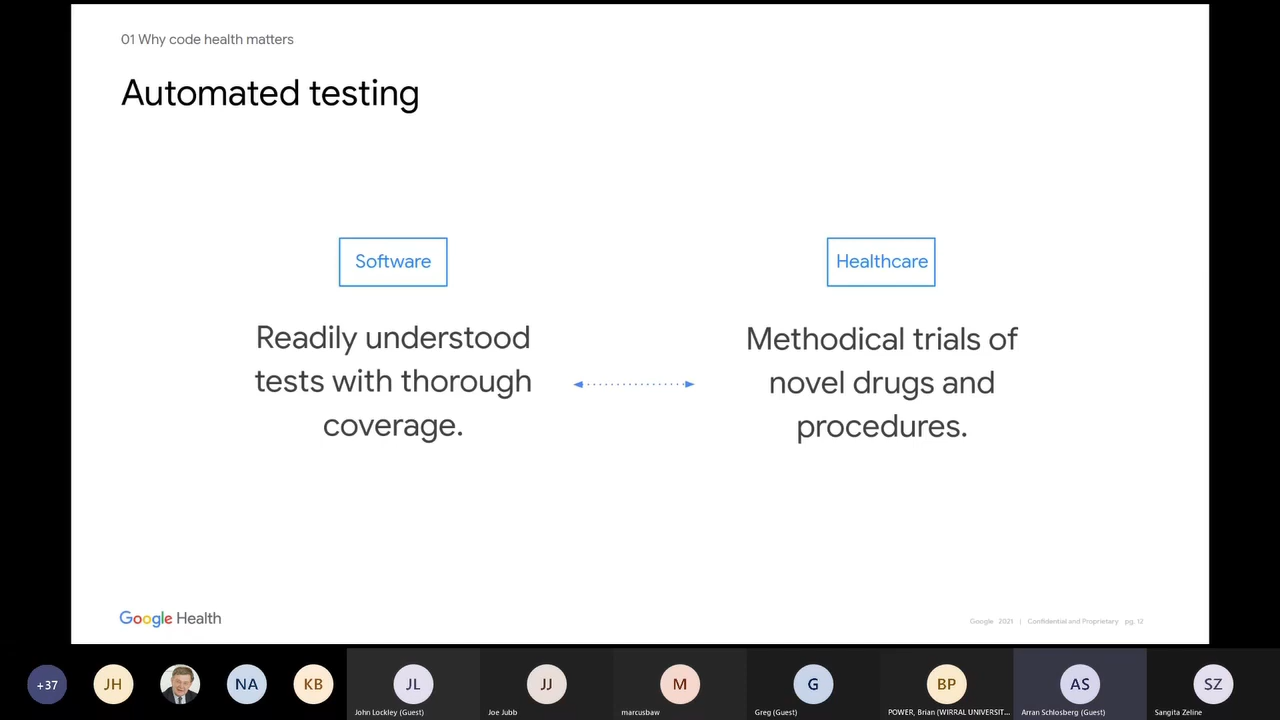 01 Why code health matters
Automated testing
Software
Readily understood
tests with thorough
coverage.
Healthcare
Methodical trials of
novel drugs and
procedures.
Google Health
Google 2021 | Confidential and Proprietary pg. 12
+37
JH
NA
KB
JL
John Lockley (Guest)
JJ
Joe Jubb
M
marcusbaw
G
Greg (Guest)
BP
POWER, Brian (WIRRAL UNIVERSIT...
AS
Arran Schlosberg (Guest)
SZ
Sangita Zeline